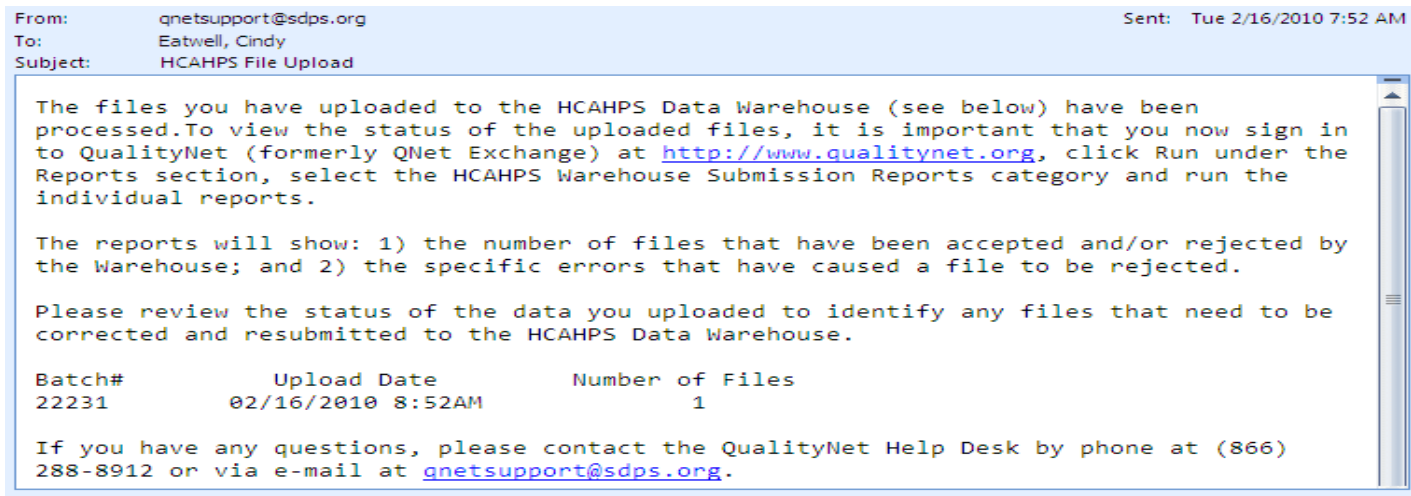 From: qnetsupport@sdps.org Sent: Tue 2/16/2010 7:52 AM
To: Eatwell, Cindy
Subject: HCAHPS File Upload
The files you have uploaded to the HCAHPS Data Warehouse (see below) have been
processed.To view the status of the uploaded files, it is important that you now sign in
to QualityNet (formerly QNet Exchange) at http://www.qualitynet.org, click Run under the
Reports section, select the HCAHPS Warehouse Submission Reports category and run the
individual reports.
The reports will show: 1) the number of files that have been accepted and/or rejected by
the Warehouse; and 2) the specific errors that have caused a file to be rejected.
Please review the status of the data you uploaded to identify any files that need to be
corrected and resubmitted to the HCAHPS Data Warehouse.
Batch# Upload Date Number of Files
22231 02/16/2010 8:52AM 1
If you have any questions, please contact the QualityNet Help Desk by phone at (866)
288-8912 or via e-mail at qnetsupport@sdps.org.